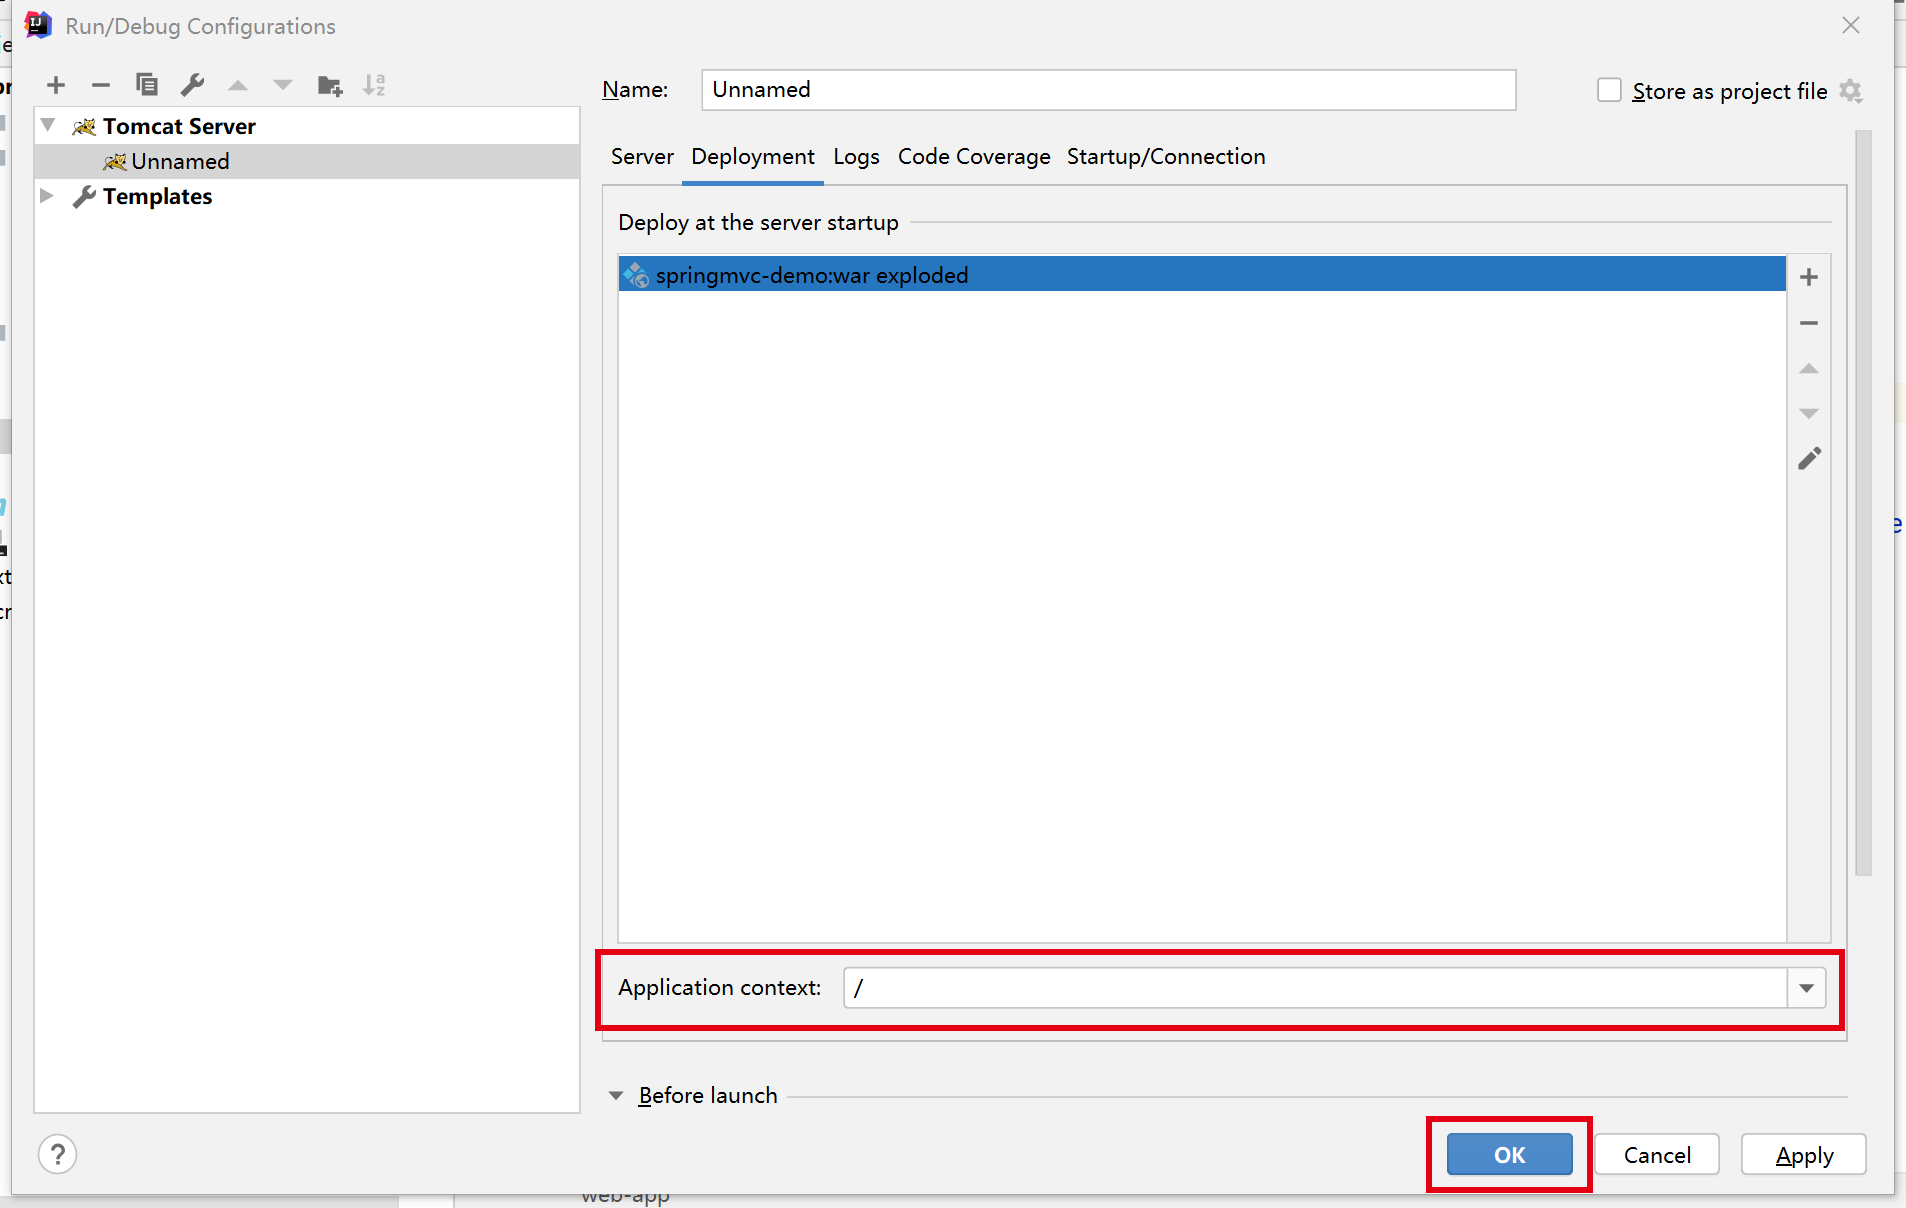 Run/Debug Configurations
Name: Unnamed
Store as project file
Tomcat Server
Unnamed
Templates
Server Deployment Logs Code Coverage Startup/Connection
Deploy at the server startup
springmvc-demo:war exploded
Application context: /
Before launch
? OK Cancel Apply
web-app